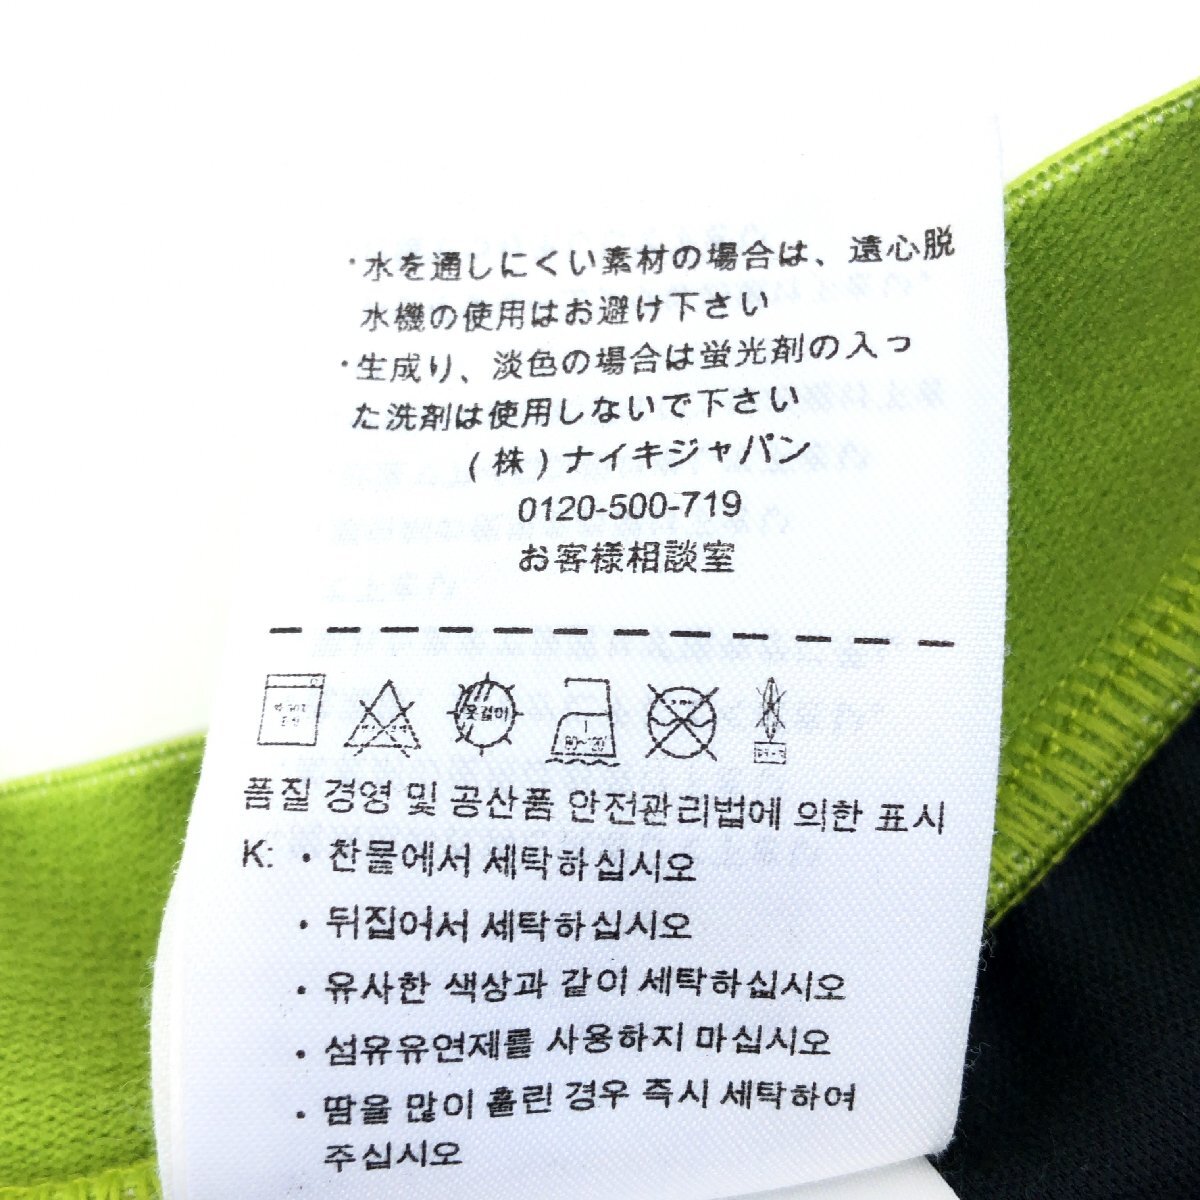 ・水を通しにくい素材の場合は、遠心脱
水機の使用はお避け下さい
・生成り、淡色の場合は蛍光剤の入っ
た洗剤は使用しないで下さい
(株)ナイキジャパン
0120-500-719
お客様相談室
옷걸이
80~120
품질 경영 및 공산품 안전관리법에 의한 표시
K: · 찬물에서 세탁하십시오
· 뒤집어서 세탁하십시오
· 유사한 색상과 같이 세탁하십시오
· 섬유유연제를 사용하지 마십시오
· 땀을 많이 흘린 경우 즉시 세탁하여
주십시오